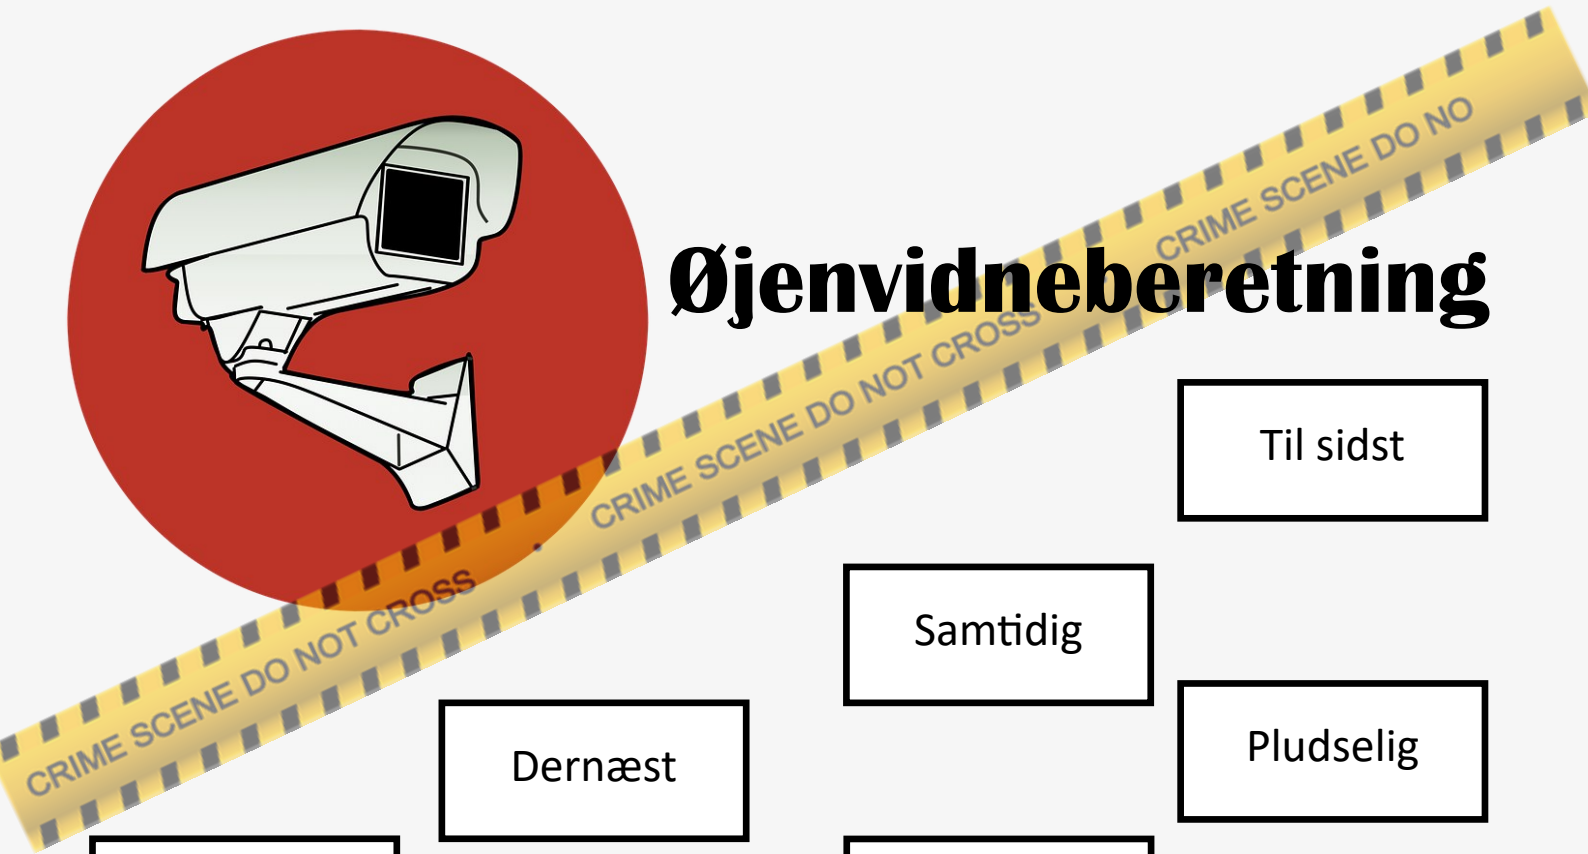 CRIME SCENE DO NOT CROSS . CRIME SCENE DO NOT CROSS CRIME SCENE DO NO
Øjenvidneberetning
Til sidst
Samtidig
Pludselig
Dernæst